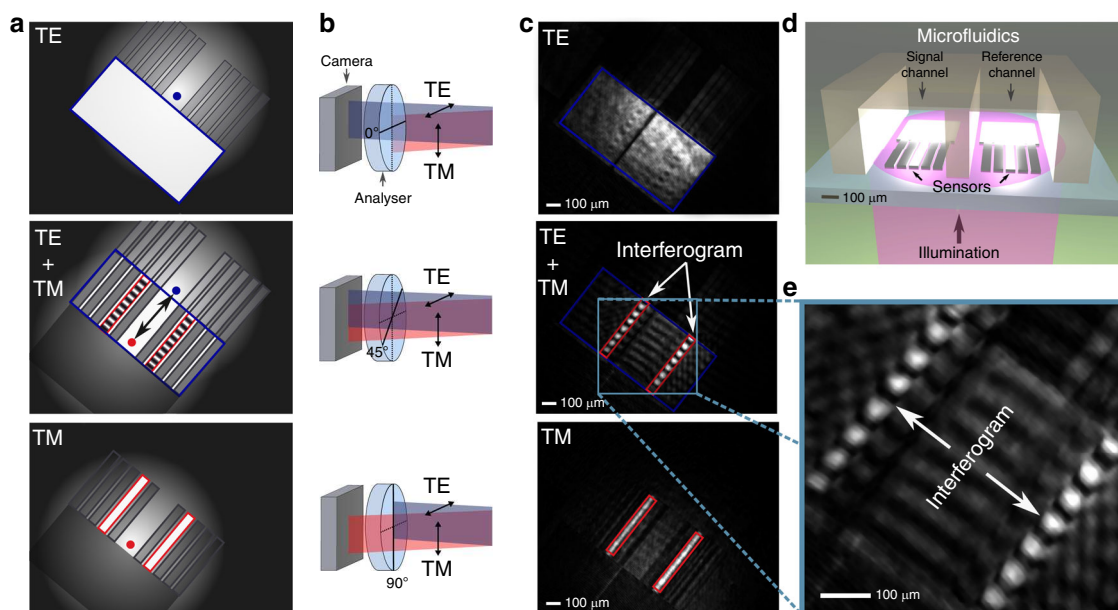 a
TE
TE
+
TM
TM
b
Camera
TE
0°
TM
Analyser
TE
45°
TM
TE
TM
90°
c
TE
100 µm
TE
+
TM
Interferogram
100 µm
TM
100 µm
d
Microfluidics
Signal
channel
Reference
channel
Sensors
100 µm
Illumination
e
Interferogram
100 µm